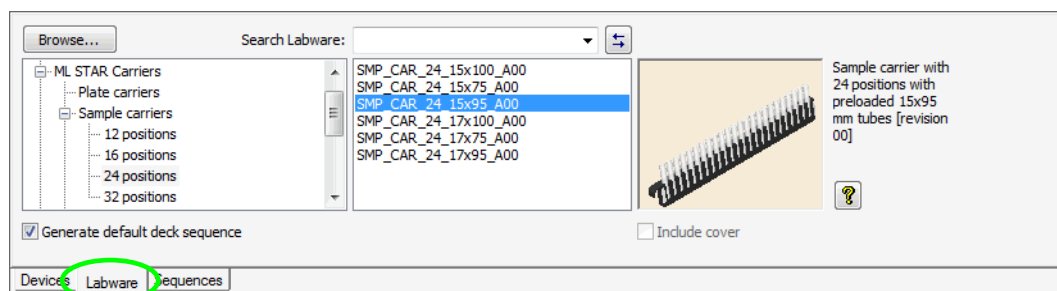 Browse...
Search Labware:
ML STAR Carriers
Plate carriers
Sample carriers
12 positions
16 positions
24 positions
32 positions
SMP_CAR_24_15x100_A00
SMP_CAR_24_15x75_A00
SMP_CAR_24_15x95_A00
SMP_CAR_24_17x100_A00
SMP_CAR_24_17x75_A00
SMP_CAR_24_17x95_A00
Sample carrier with
24 positions with
preloaded 15x95
mm tubes [revision
00]
?
Generate default deck sequence
Include cover
Devices
Labware
Sequences